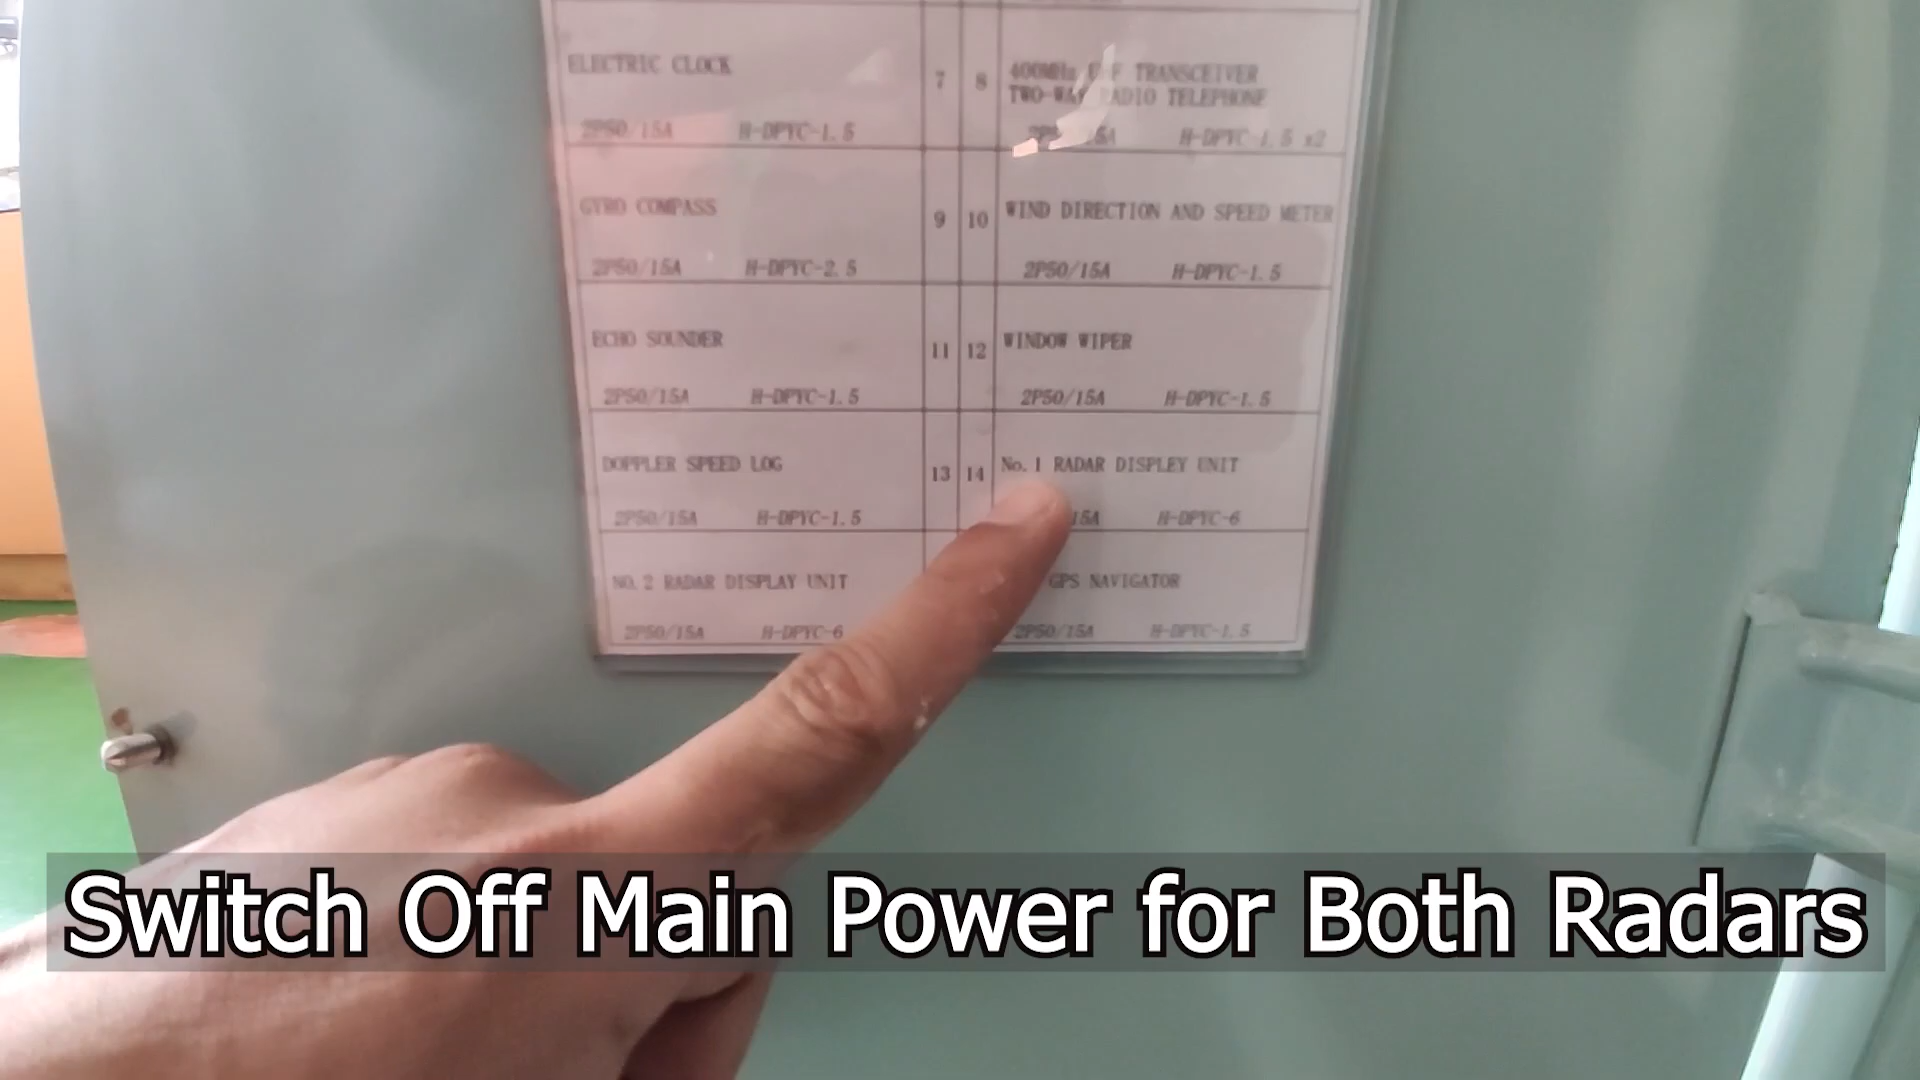 ELECTRIC CLOCK 7
2P50/15A H-DPYC-1.5
8 400MHz TRANSCEIVER
TWO-WAY RADIO TELEPHONE
H-DPYC-1.5 x2
GYRO COMPASS 9
2P50/15A H-DPYC-2.5
10 WIND DIRECTION AND SPEED METER
2P50/15A H-DPYC-1.5
ECHO SOUNDER 11
2P50/15A H-DPYC-1.5
12 WINDOW WIPER
2P50/15A H-DPYC-1.5
DOPPLER SPEED LOG 13
2P50/15A H-DPYC-1.5
14 No.1 RADAR DISPLEY UNIT
15A H-DPYC-6
NO.2 RADAR DISPLAY UNIT
2P50/15A H-DPYC-6
GPS NAVIGATOR
2P50/15A H-DPYC-1.5
Switch Off Main Power for Both Radars